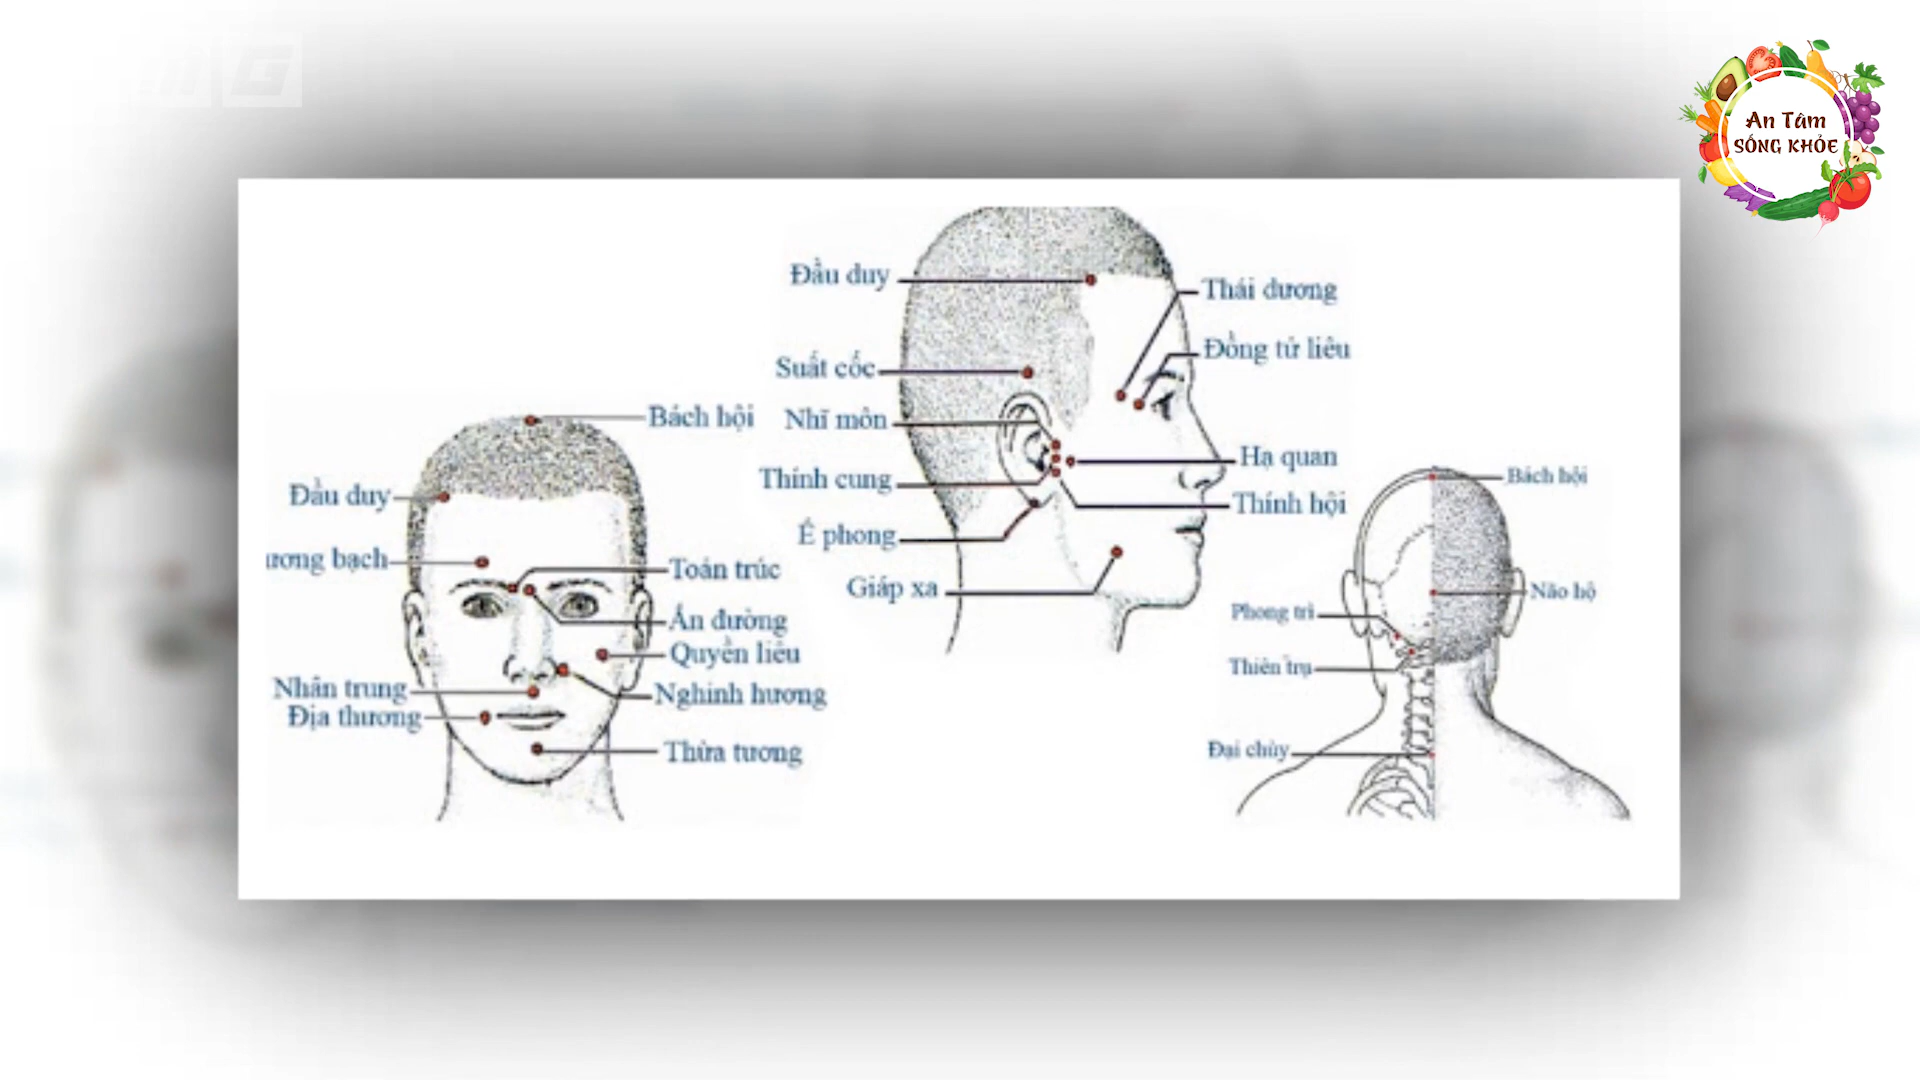 An Tâm
SỐNG KHỎE
Bách hội
Đầu duy
ương bạch
Toán trúc
Ấn đường
Quyền liêu
Nhân trung
Nghinh hương
Địa thương
Thừa tương
Đầu duy
Thái dương
Đồng tử liêu
Suất cốc
Nhĩ môn
Hạ quan
Thính cung
Thính hội
Ế phong
Giáp xa
Bách hội
Não hộ
Phong trì
Thiên trụ
Đại chùy